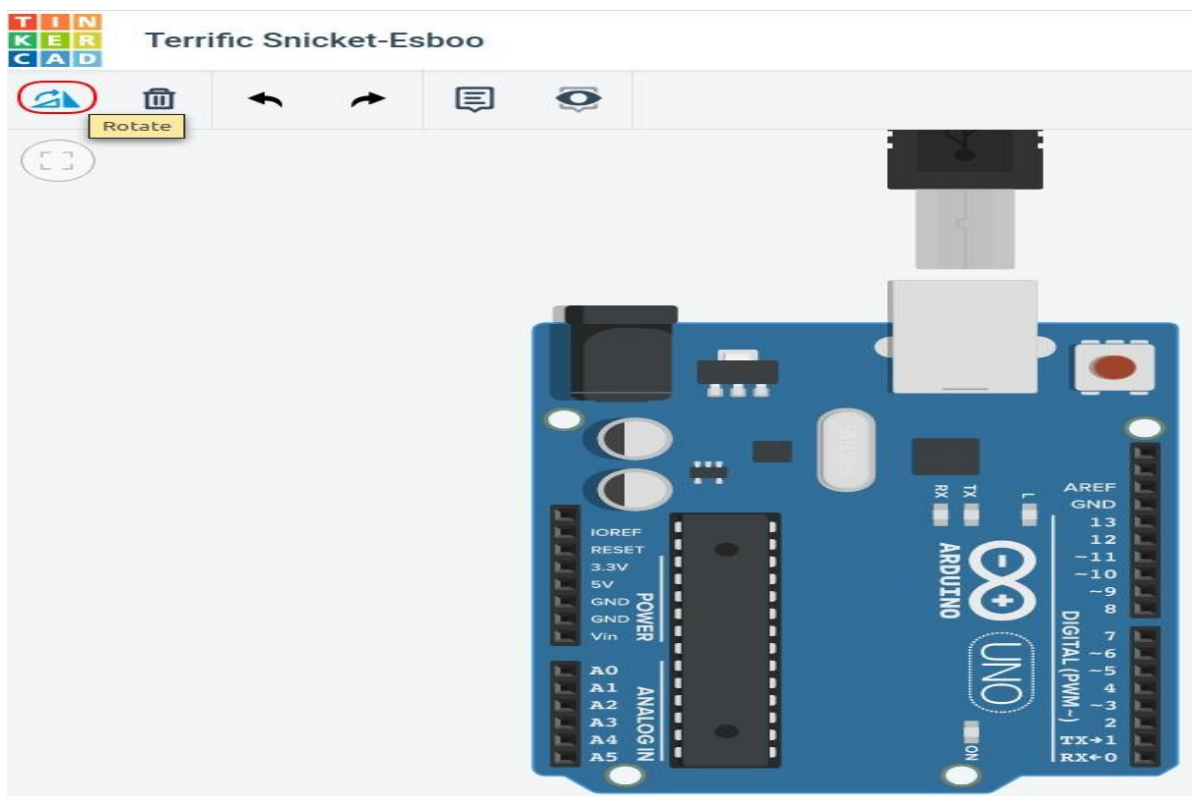 TIN
KER
CAD
Terrific Snicket-Esboo
Rotate
RX
TX
L
AREF
GND
13
12
~11
~10
~9
8
IOREF
RESET
3.3V
5V
GND
GND
Vin
POWER
ARDUINO
UNO
DIGITAL (PWM~)
7
~6
~5
4
~3
2
TX→1
RX←0
A0
A1
A2
A3
A4
A5
ANALOG IN
ON